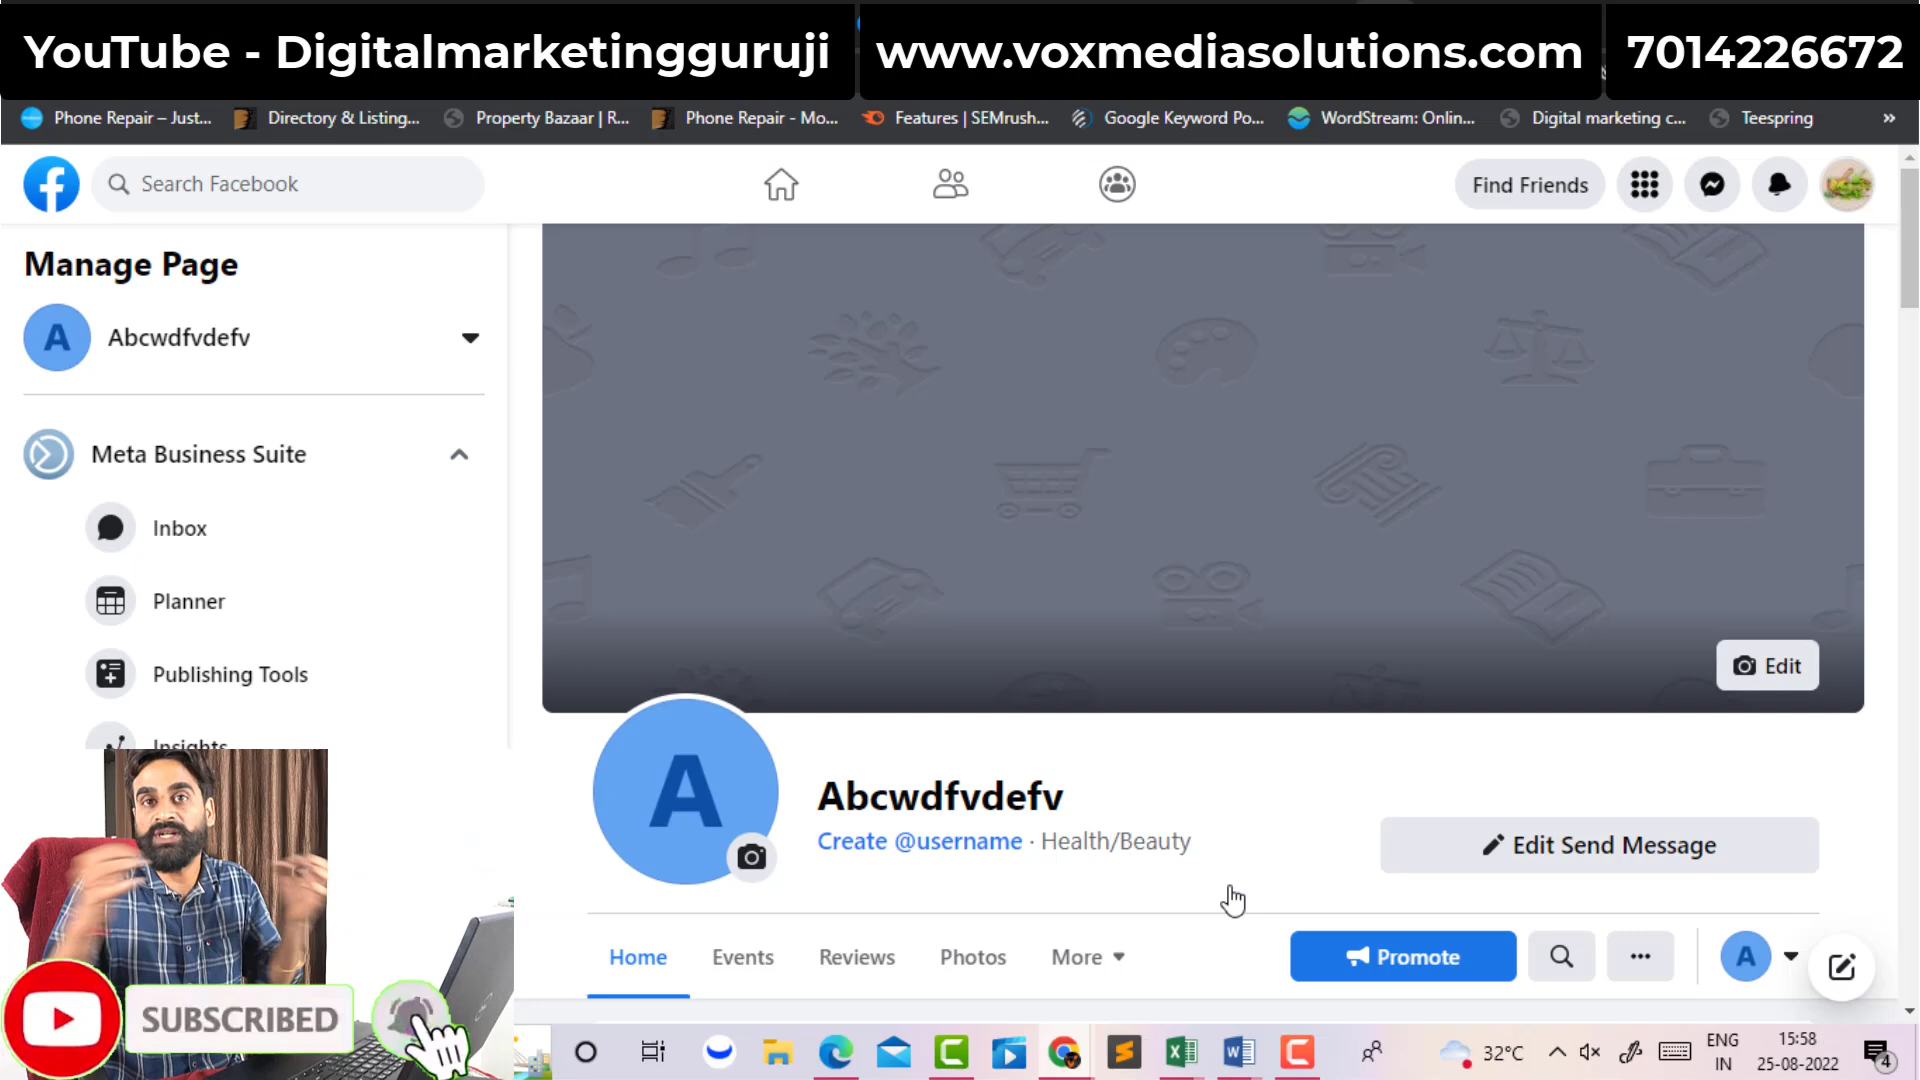 YouTube - Digitalmarketingguruji
www.voxmediasolutions.com
7014226672
Phone Repair – Just...
Directory & Listing...
Property Bazaar | R...
Phone Repair - Mo...
Features | SEMrush...
Google Keyword Po...
WordStream: Onlin...
Digital marketing c...
Teespring
»
Search Facebook
Find Friends
Manage Page
A
Abcwdfvdefv
Meta Business Suite
Inbox
Planner
Publishing Tools
Insights
Edit
A
Abcwdfvdefv
Create @username · Health/Beauty
Edit Send Message
Home
Events
Reviews
Photos
More
Promote
A
SUBSCRIBED
32°C
ENG
IN
15:58
25-08-2022
4